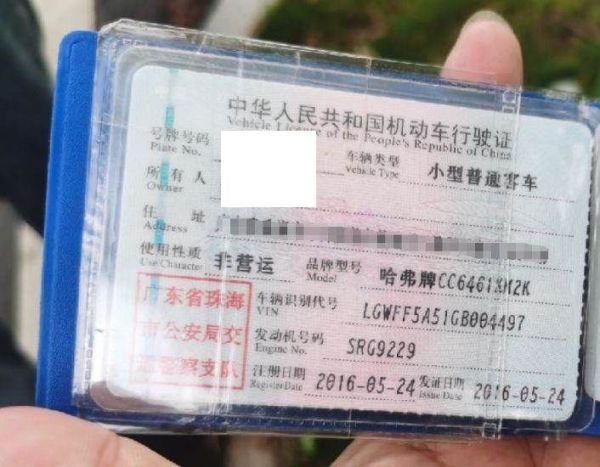 中华人民共和国机动车行驶证
Vehicle License of the People's Republic of China
号牌号码 车辆类型 小型普通客车
Plate No. Vehicle Type
所有人
Owner
住址 广
Address
使用性质 非营运 品牌型号 哈弗牌CC6461XM2K
Use Character Model
广东省珠海 车辆识别代号 LGWFF5A51GB004497
VIN
市公安局交 发动机号码 SRG9229
Engine No.
通警察支队 注册日期 2016-05-24 发证日期 2016-05-24
Register Date Issue Date